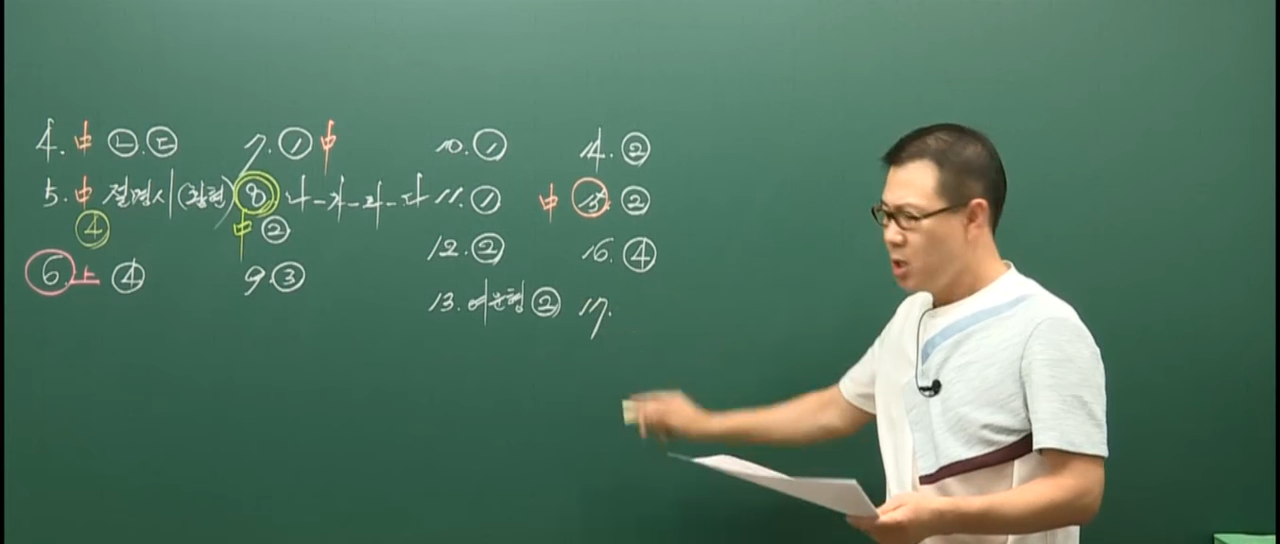 4. 中 ㄴ.ㄷ
5. 中 절명시(황현)
④
6. 上 ④
7. ① 中
8 나-가-라-다
中 ②
9. ③
10. ①
11. ①
12. ②
13. 여운형 ②
14. ②
中 15. ②
16. ④
17.